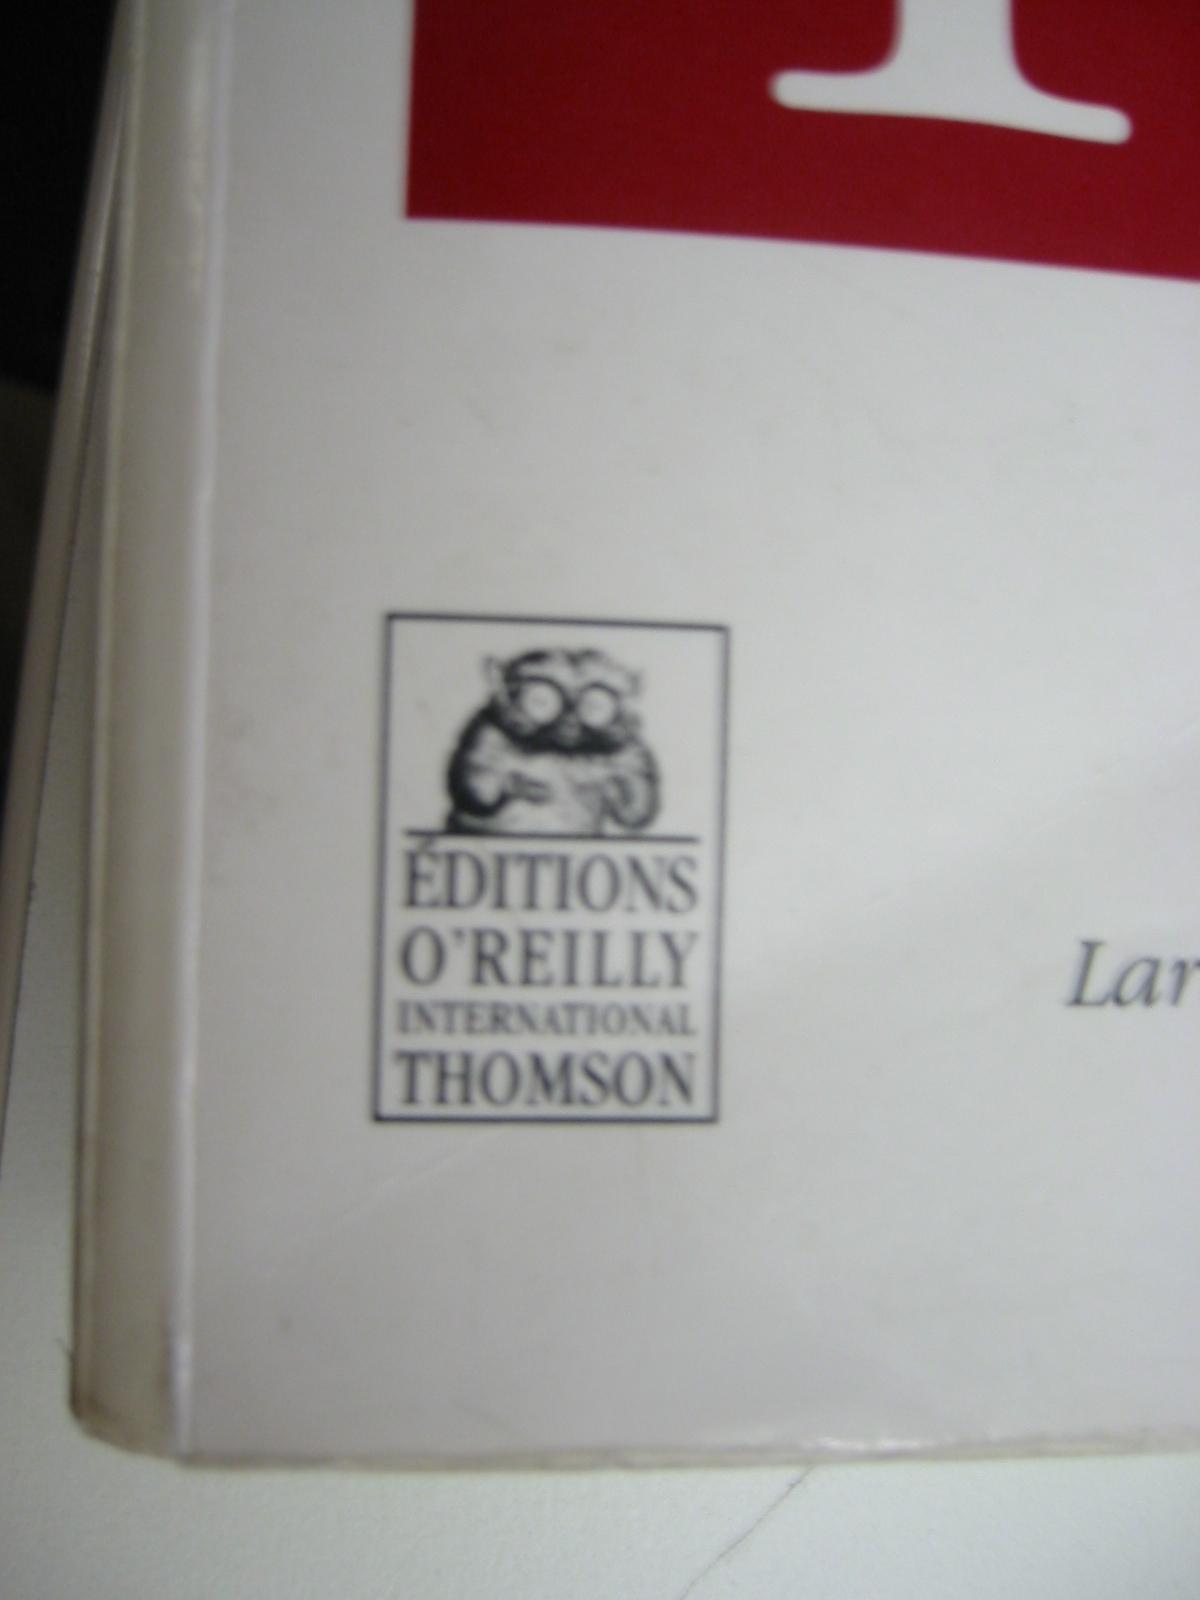 ÉDITIONS
O'REILLY
INTERNATIONAL
THOMSON
Lar